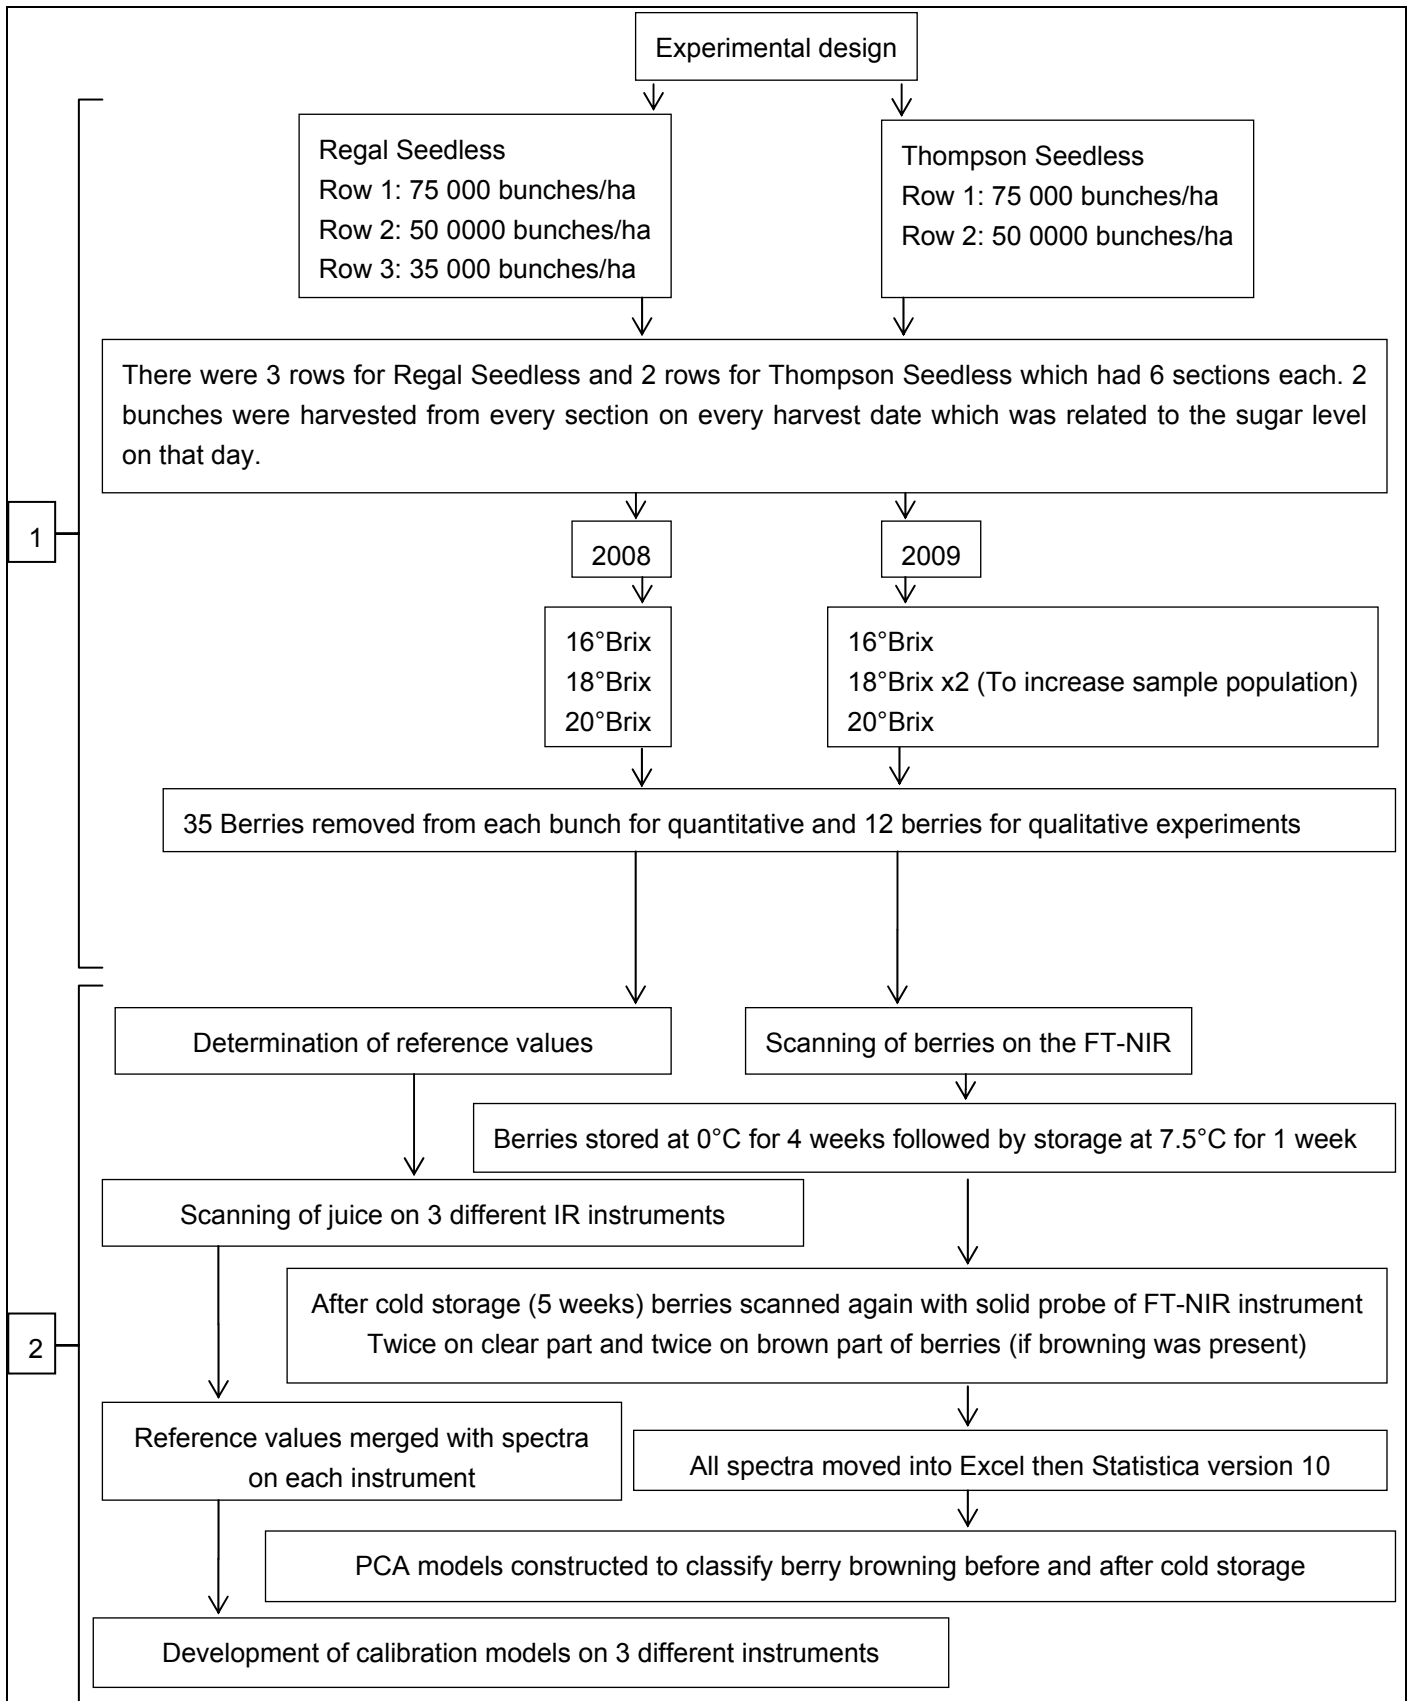 Experimental design
Regal Seedless
Row 1: 75 000 bunches/ha
Row 2: 50 0000 bunches/ha
Row 3: 35 000 bunches/ha
Thompson Seedless
Row 1: 75 000 bunches/ha
Row 2: 50 0000 bunches/ha
There were 3 rows for Regal Seedless and 2 rows for Thompson Seedless which had 6 sections each. 2
bunches were harvested from every section on every harvest date which was related to the sugar level
on that day.
1
2008
2009
16°Brix
18°Brix
20°Brix
16°Brix
18°Brix x2 (To increase sample population)
20°Brix
35 Berries removed from each bunch for quantitative and 12 berries for qualitative experiments
Determination of reference values
Scanning of berries on the FT-NIR
Berries stored at 0°C for 4 weeks followed by storage at 7.5°C for 1 week
Scanning of juice on 3 different IR instruments
After cold storage (5 weeks) berries scanned again with solid probe of FT-NIR instrument
Twice on clear part and twice on brown part of berries (if browning was present)
2
Reference values merged with spectra
on each instrument
All spectra moved into Excel then Statistica version 10
PCA models constructed to classify berry browning before and after cold storage
Development of calibration models on 3 different instruments